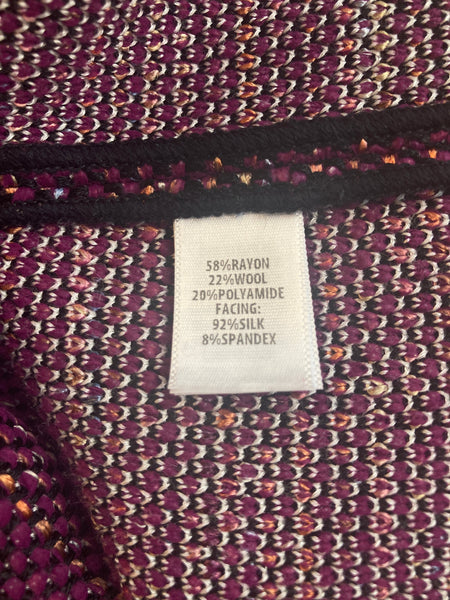 58%RAYON
22%WOOL
20%POLYAMIDE
FACING:
92%SILK
8%SPANDEX